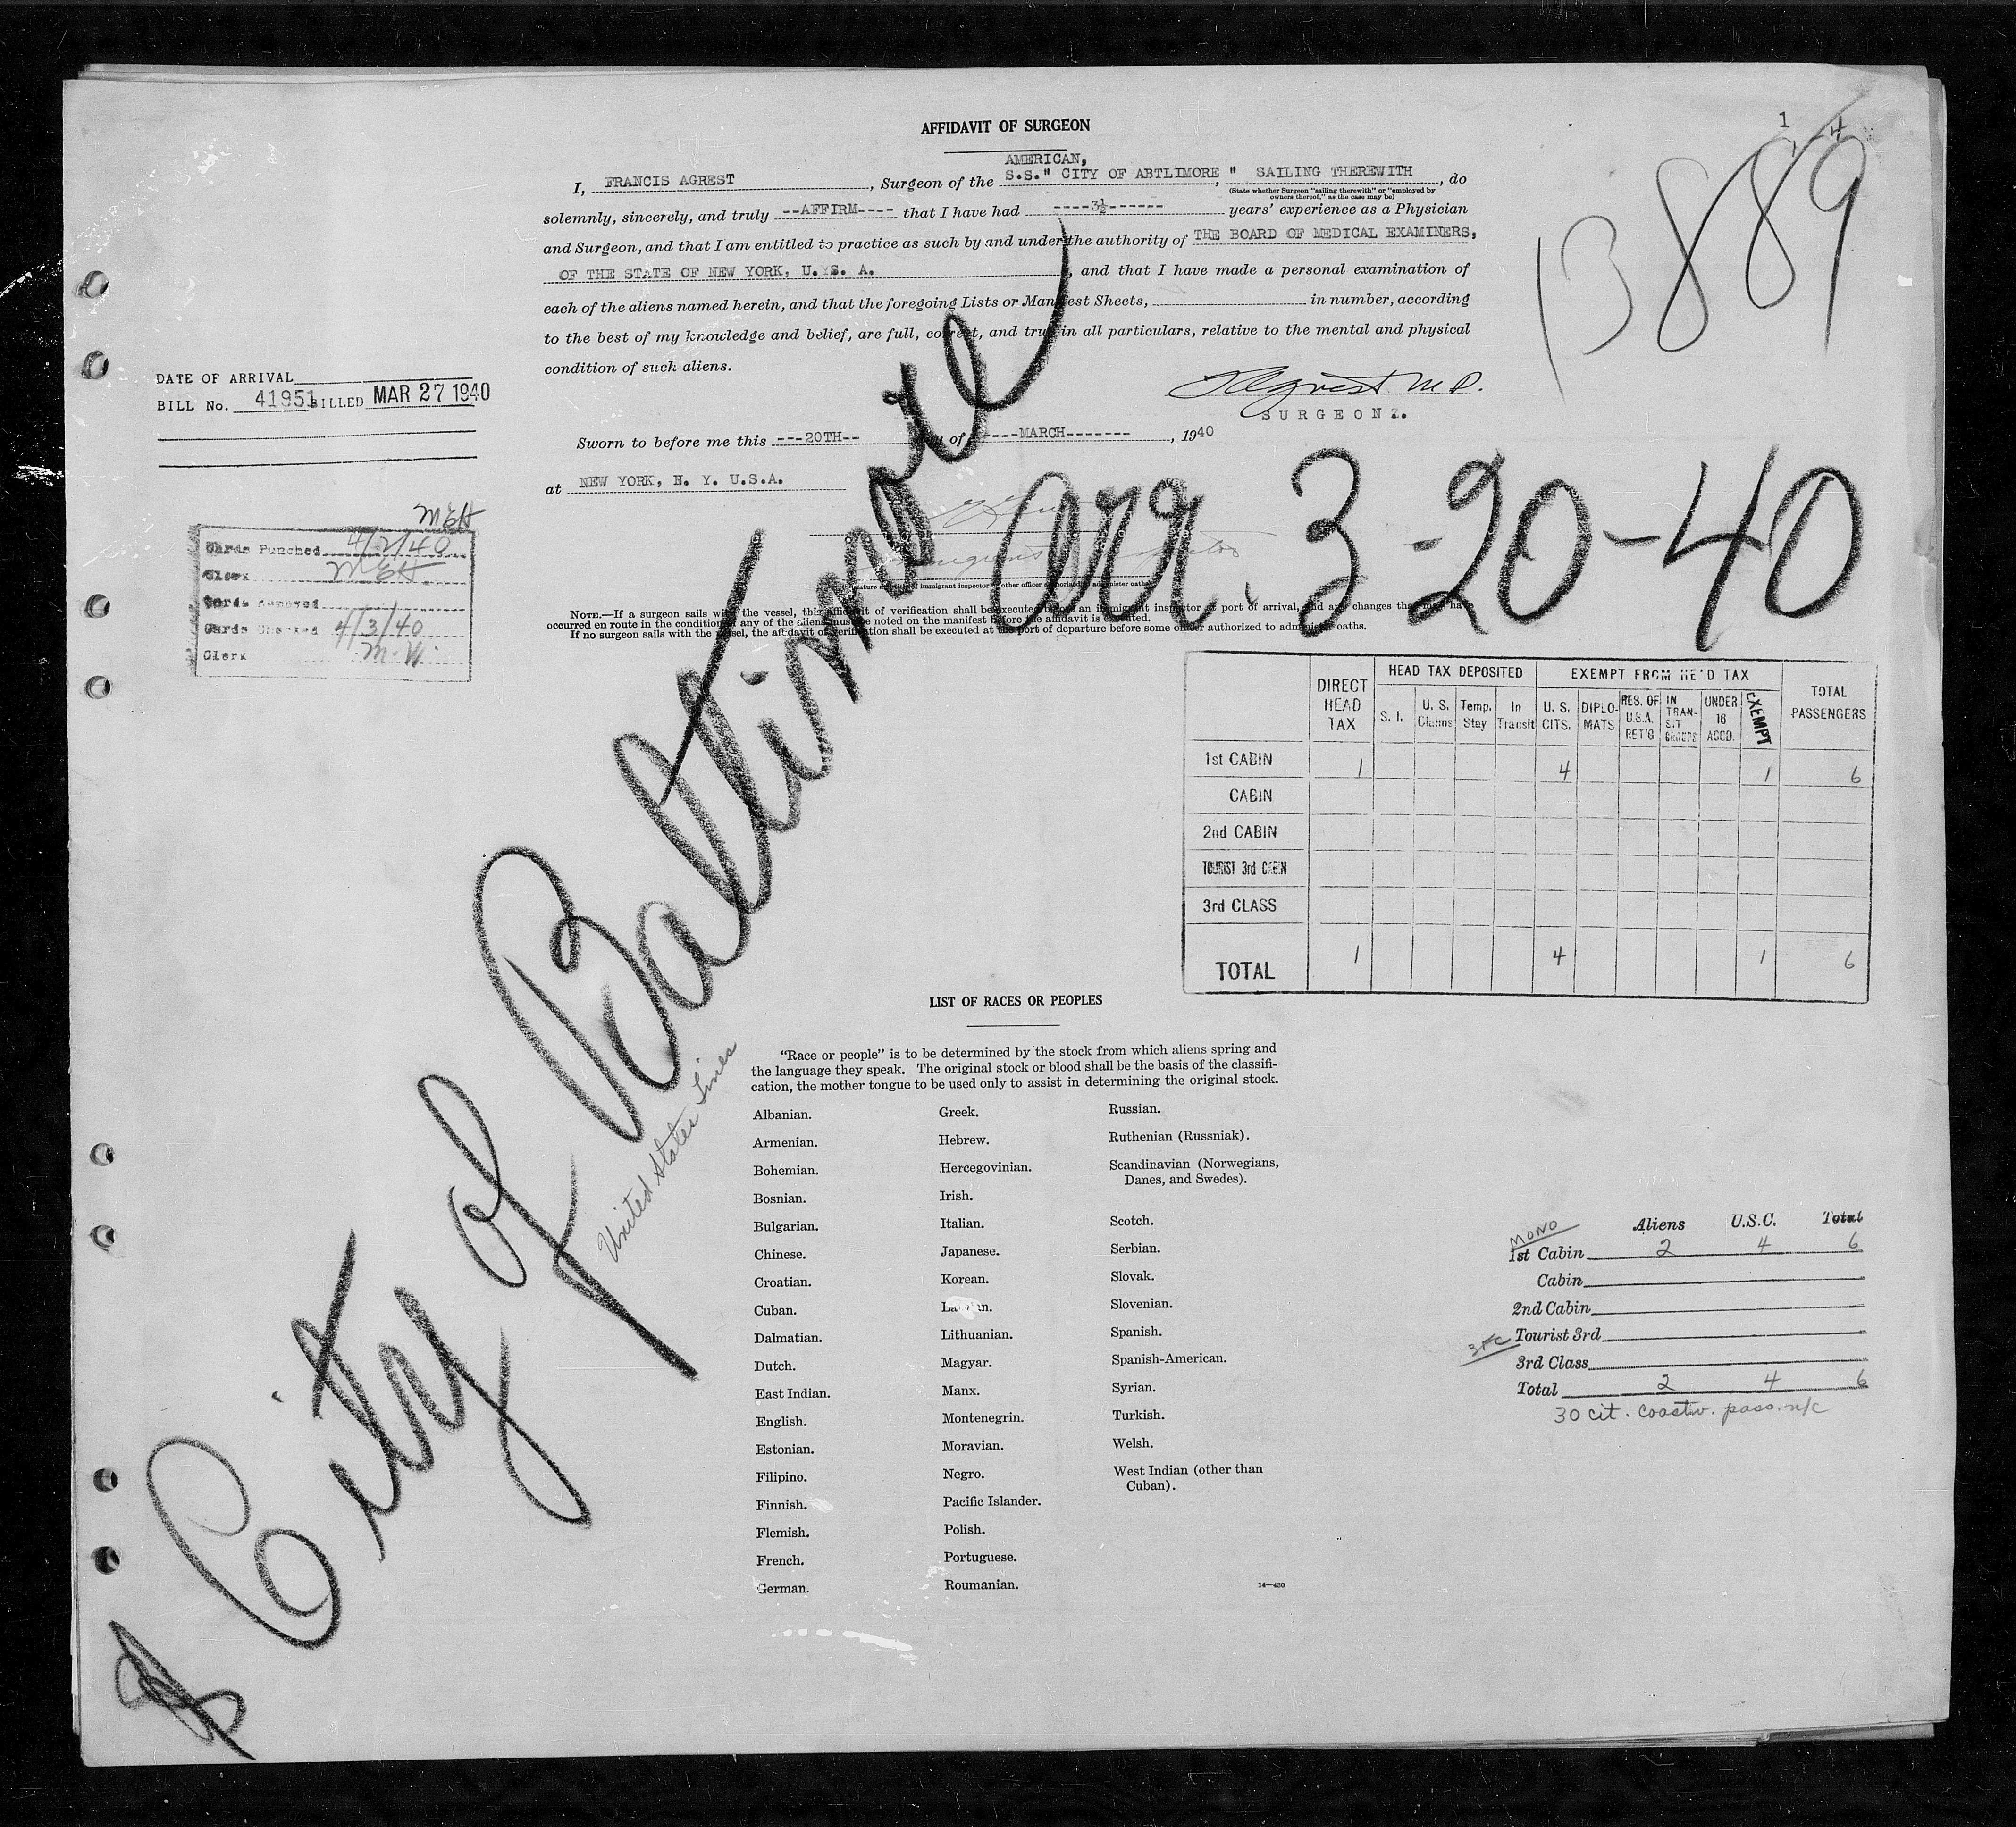 1 4
13889
AFFIDAVIT OF SURGEON
AMERICAN,
I, FRANCIS AGREST, Surgeon of the S.S." CITY OF ABTLIMORE, " SAILING THEREWITH, do
(State whether Surgeon "sailing therewith" or "employed by owners thereof," as the case may be)
solemnly, sincerely, and truly --AFFIRM---- that I have had ----3½------ years' experience as a Physician
and Surgeon, and that I am entitled to practice as such by and under the authority of THE BOARD OF MEDICAL EXAMINERS,
OF THE STATE OF NEW YORK, U.YS. A., and that I have made a personal examination of
each of the aliens named herein, and that the foregoing Lists or Manifest Sheets, in number, according
to the best of my knowledge and belief, are full, correct, and true in all particulars, relative to the mental and physical
condition of such aliens.
Agrest M.D.
SURGEONZ.
Sworn to before me this ---20TH-- of ----MARCH-------, 1940
at NEW YORK, H. Y. U.S.A.
immigrant inspector
NOTE.—If a surgeon sails with the vessel, this affidavit of verification shall be executed before an immigrant inspector at port of arrival, and any changes that may have
occurred en route in the condition of any of the aliens must be noted on the manifest before the affidavit is executed.
If no surgeon sails with the vessel, the affidavit of verification shall be executed at the port of departure before some officer authorized to administer oaths.
DATE OF ARRIVAL
BILL No. 41951 BILLED MAR 27 1940
MEH
Cards Punched 4/2/40
Clerk MEH
Cards Removed
Cards Checked 4/3/40
Clerk M.W.
City of Baltimore
arr. 3-20-40
United States Lines
DIRECT HEAD TAX
HEAD TAX DEPOSITED
EXEMPT FROM HEAD TAX
TOTAL PASSENGERS
S. I.
U. S. Claims
Temp. Stay
In Transit
U. S. CITS.
DIPLO-MATS
RES. OF U.S.A. RET'G
IN TRAN-SIT GROUPS
UNDER 16 ACCD.
EXEMPT
1st CABIN 1 4 1 6
CABIN
2nd CABIN
TOURIST 3rd CABIN
3rd CLASS
TOTAL 1 4 1 6
LIST OF RACES OR PEOPLES
"Race or people" is to be determined by the stock from which aliens spring and
the language they speak. The original stock or blood shall be the basis of the classifi-
cation, the mother tongue to be used only to assist in determining the original stock.
Albanian.
Armenian.
Bohemian.
Bosnian.
Bulgarian.
Chinese.
Croatian.
Cuban.
Dalmatian.
Dutch.
East Indian.
English.
Estonian.
Filipino.
Finnish.
Flemish.
French.
German.
Greek.
Hebrew.
Hercegovinian.
Irish.
Italian.
Japanese.
Korean.
Lithuanian.
Magyar.
Manx.
Montenegrin.
Moravian.
Negro.
Pacific Islander.
Polish.
Portuguese.
Roumanian.
Russian.
Ruthenian (Russniak).
Scandinavian (Norwegians,
Danes, and Swedes).
Scotch.
Serbian.
Slovak.
Slovenian.
Spanish.
Spanish-American.
Syrian.
Turkish.
Welsh.
West Indian (other than
Cuban).
14—430
Aliens U.S.C. Total
MONO
1st Cabin 2 4 6
Cabin
2nd Cabin
Tourist 3rd
3rd Class
Total 2 4 6
30 cit. coastw. pass. n/c